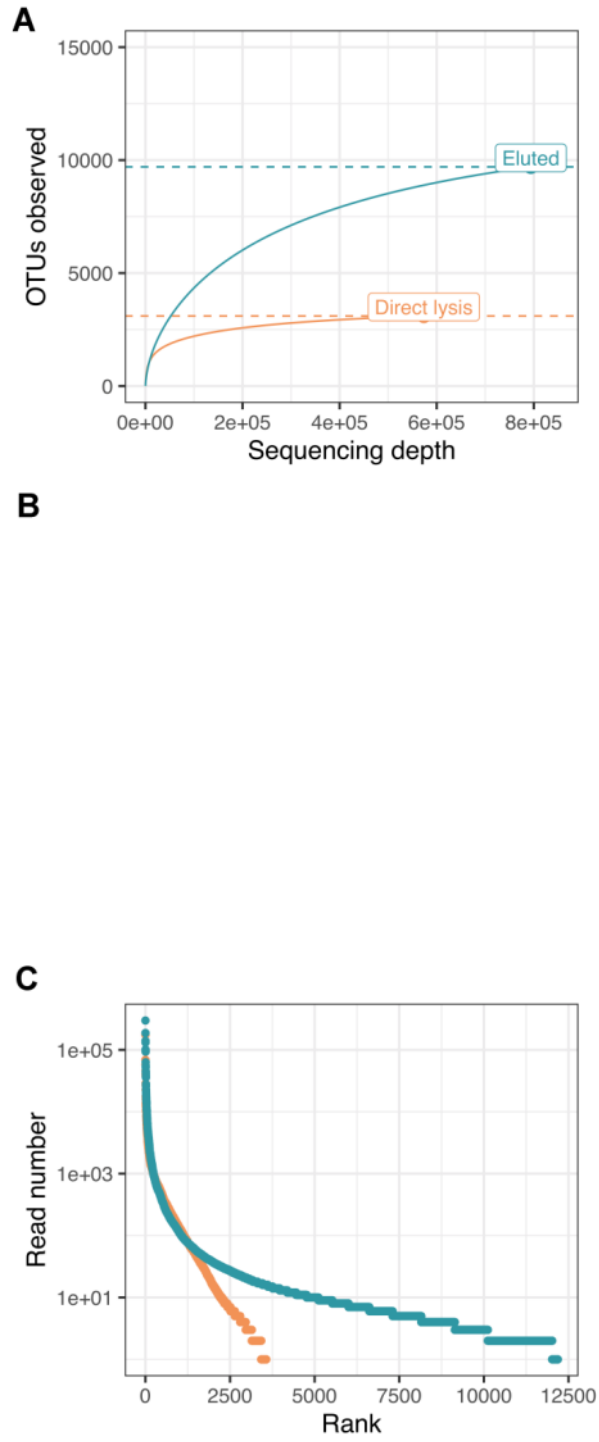 A
15000
10000
5000
0
OTUs observed
Eluted
Direct lysis
0e+00 2e+05 4e+05 6e+05 8e+05
Sequencing depth
B
C
1e+05
1e+03
1e+01
Read number
0 2500 5000 7500 10000 12500
Rank